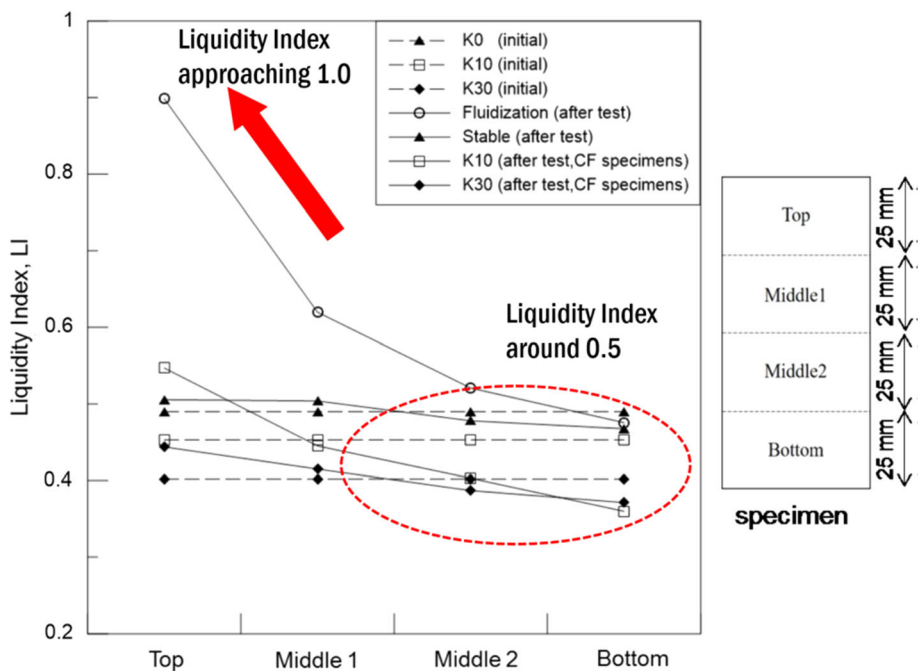 Liquidity Index
approaching 1.0
K0 (initial)
K10 (initial)
K30 (initial)
Fluidization (after test)
Stable (after test)
K10 (after test,CF specimens)
K30 (after test,CF specimens)
1
0.8
0.6
0.4
0.2
Liquidity Index, LI
Liquidity Index
around 0.5
Top
Middle 1
Middle 2
Bottom
Top
25 mm
Middle1
25 mm
Middle2
25 mm
Bottom
25 mm
specimen